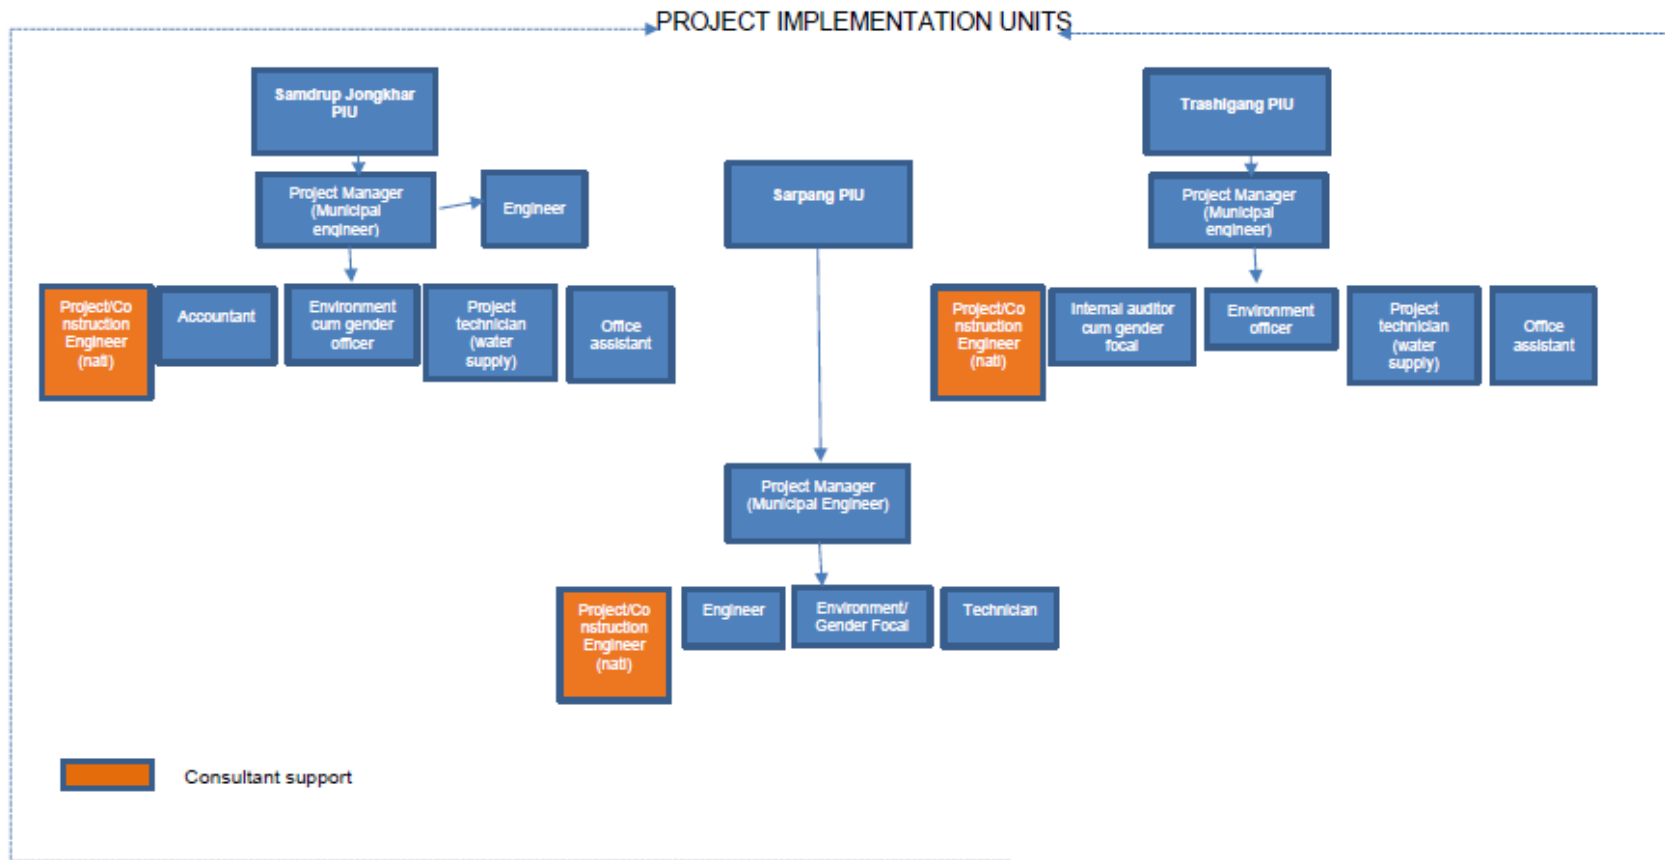 PROJECT IMPLEMENTATION UNITS
Samdrup Jongkhar
PIU
Project Manager
(Municipal
engineer)
Engineer
Project/Co
nstruction
Engineer
(natl)
Accountant
Environment
cum gender
officer
Project
technician
(water
supply)
Office
assistant
Sarpang PIU
Project Manager
(Municipal Engineer)
Project/Co
nstruction
Engineer
(natl)
Engineer
Environment/
Gender Focal
Technician
Trashigang PIU
Project Manager
(Municipal
engineer)
Project/Co
nstruction
Engineer
(natl)
Internal auditor
cum gender
focal
Environment
officer
Project
technician
(water
supply)
Office
assistant
Consultant support